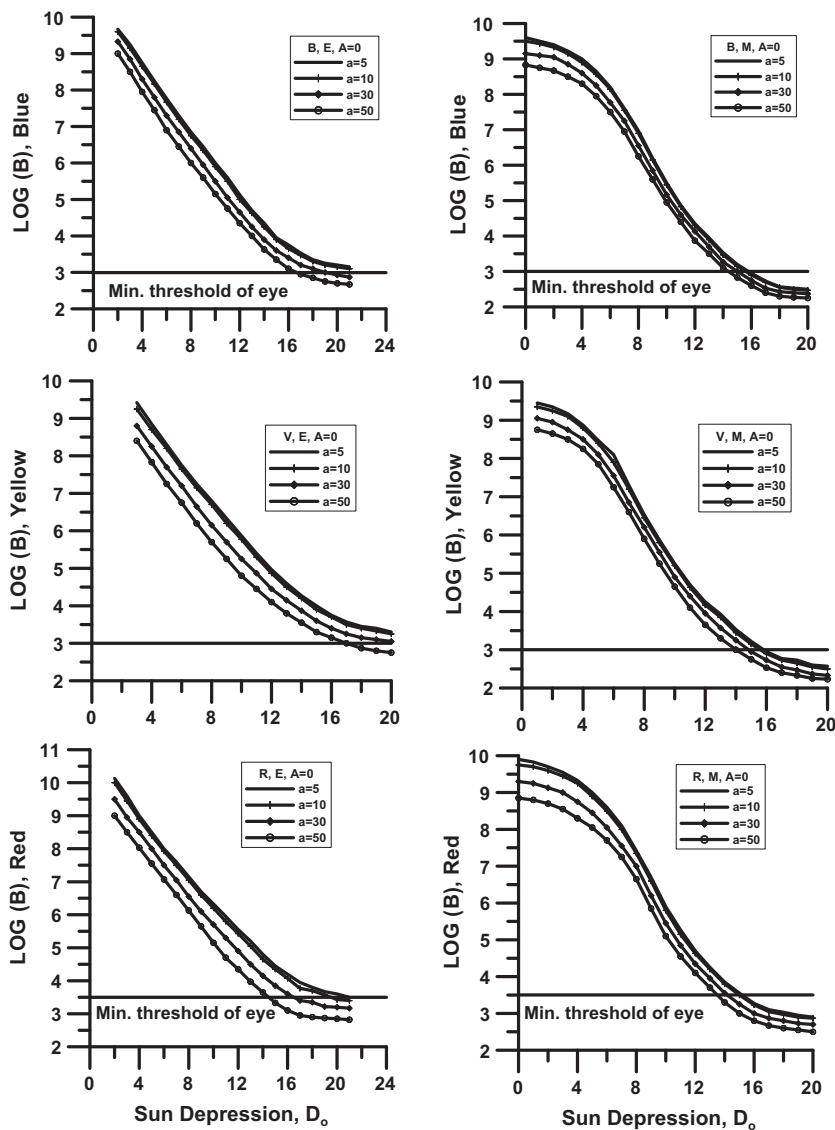 10
9
8
7
6
5
4
3
2
LOG (B), Blue
B, E, A=0
a=5
a=10
a=30
a=50
Min. threshold of eye
0 4 8 12 16 20 24
10
9
8
7
6
5
4
3
2
LOG (B), Blue
B, M, A=0
a=5
a=10
a=30
a=50
Min. threshold of eye
0 4 8 12 16 20
10
9
8
7
6
5
4
3
2
LOG (B), Yellow
V, E, A=0
a=5
a=10
a=30
a=50
0 4 8 12 16 20
10
9
8
7
6
5
4
3
2
LOG (B), Yellow
V, M, A=0
a=5
a=10
a=30
a=50
0 4 8 12 16 20
11
10
9
8
7
6
5
4
3
2
LOG (B), Red
R, E, A=0
a=5
a=10
a=30
a=50
Min. threshold of eye
0 4 8 12 16 20 24
Sun Depression, Do
10
9
8
7
6
5
4
3
2
LOG (B), Red
R, M, A=0
a=5
a=10
a=30
a=50
Min. threshold of eye
0 4 8 12 16 20
Sun Depression, Do